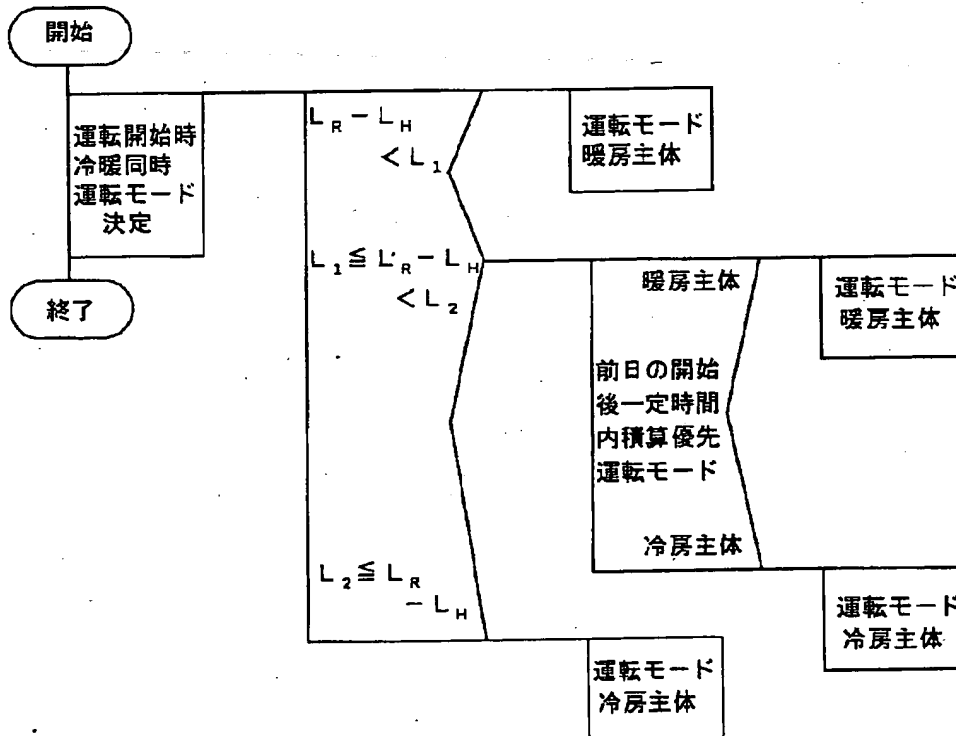 開始
運転開始時
冷暖同時
運転モード
決定
終了
L_R − L_H
< L_1
運転モード
暖房主体
L_1 ≦ L_R − L_H
< L_2
暖房主体
運転モード
暖房主体
前日の開始
後一定時間
内積算優先
運転モード
冷房主体
運転モード
冷房主体
L_2 ≦ L_R
− L_H
運転モード
冷房主体